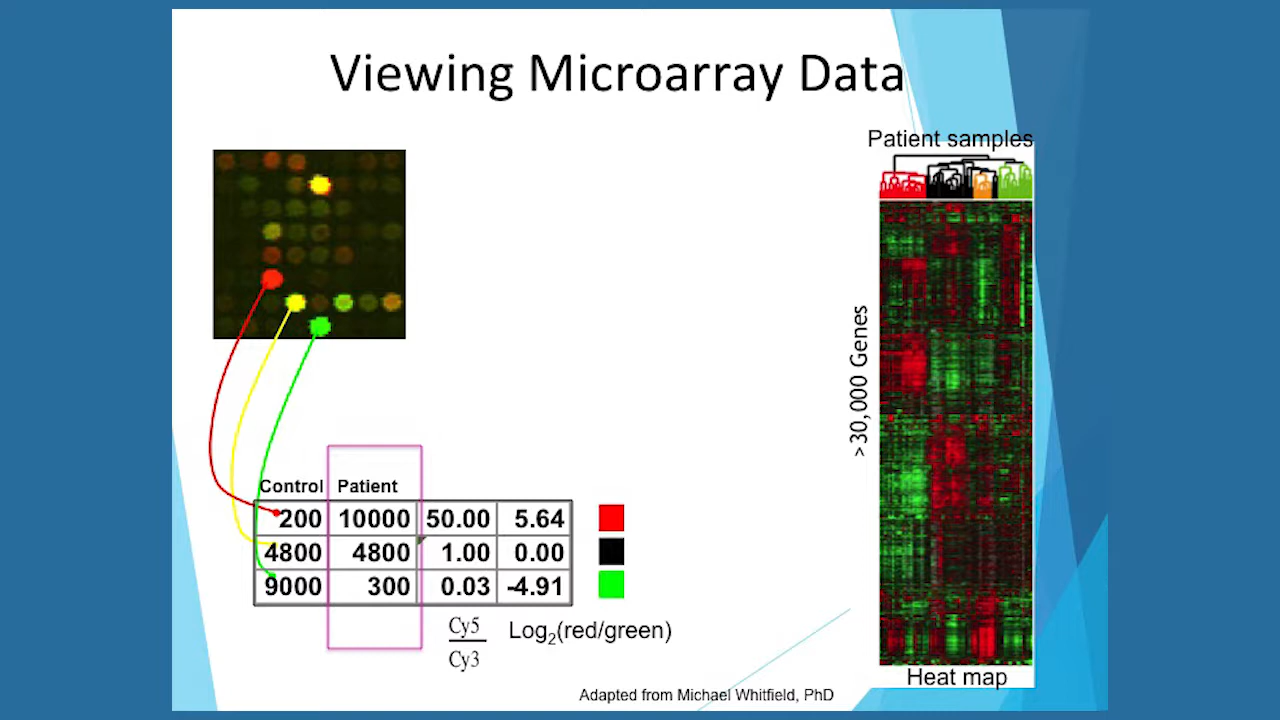 Viewing Microarray Data
Patient samples
>30,000 Genes
Control Patient
200 10000 50.00 5.64
4800 4800 1.00 0.00
9000 300 0.03 -4.91
Cy5
Cy3
Log2(red/green)
Heat map
Adapted from Michael Whitfield, PhD